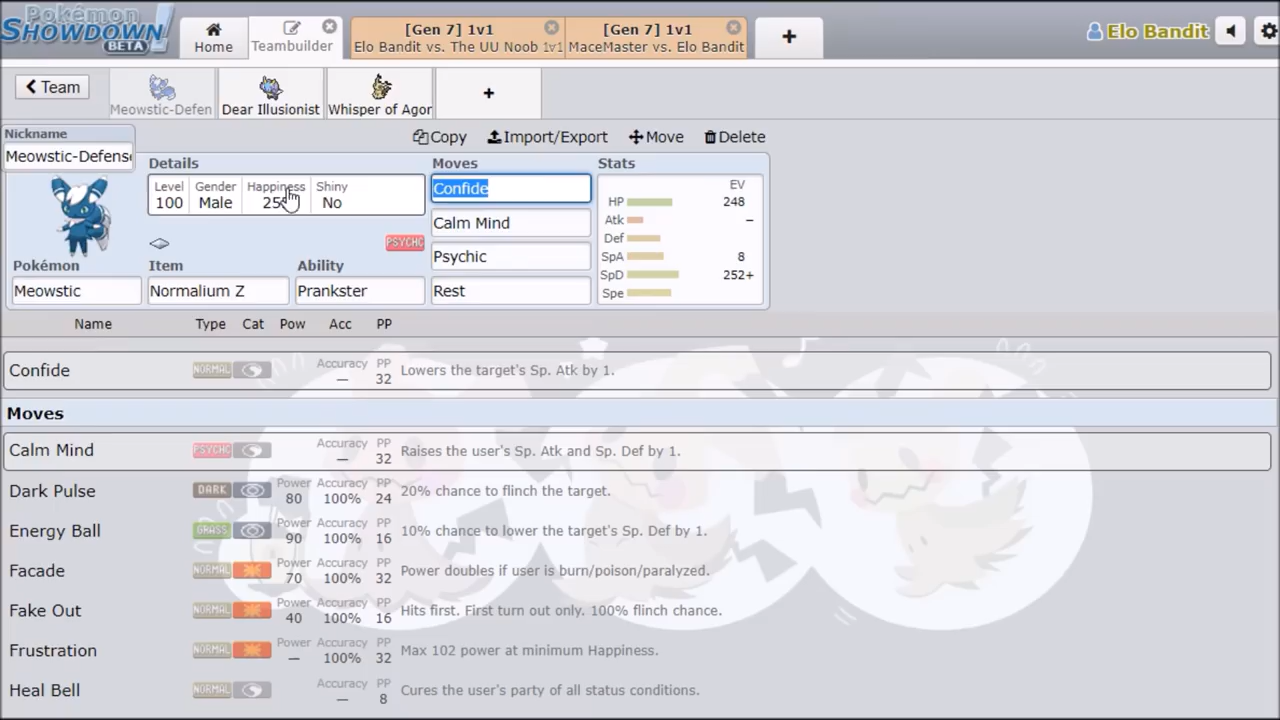 Pokémon
SHOWDOWN!
BETA
Home
Teambuilder
[Gen 7] 1v1
Elo Bandit vs. The UU Noob 1v1
[Gen 7] 1v1
MaceMaster vs. Elo Bandit
+
Elo Bandit
Team
Meowstic-Defen
Dear Illusionist
Whisper of Agor
+
Nickname
Meowstic-Defense
Copy
Import/Export
Move
Delete
Details
Level
100
Gender
Male
Happiness
Shiny
No
PSYCHC
Pokémon
Meowstic
Item
Normalium Z
Ability
Prankster
Moves
Confide
Calm Mind
Psychic
Rest
Stats
EV
HP 248
Atk –
Def
SpA 8
SpD 252+
Spe
Name Type Cat Pow Acc PP
Confide NORMAL Accuracy — PP 32 Lowers the target's Sp. Atk by 1.
Moves
Calm Mind PSYCHC Accuracy — PP 32 Raises the user's Sp. Atk and Sp. Def by 1.
Dark Pulse DARK Power 80 Accuracy 100% PP 24 20% chance to flinch the target.
Energy Ball GRASS Power 90 Accuracy 100% PP 16 10% chance to lower the target's Sp. Def by 1.
Facade NORMAL Power 70 Accuracy 100% PP 32 Power doubles if user is burn/poison/paralyzed.
Fake Out NORMAL Power 40 Accuracy 100% PP 16 Hits first. First turn out only. 100% flinch chance.
Frustration NORMAL Power — Accuracy 100% PP 32 Max 102 power at minimum Happiness.
Heal Bell NORMAL Accuracy — PP 8 Cures the user's party of all status conditions.